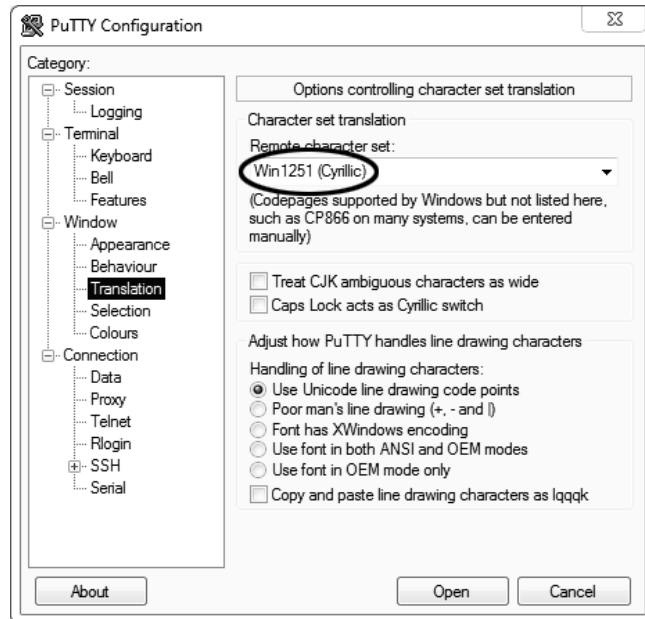 PuTTY Configuration
Category:
Session
Logging
Terminal
Keyboard
Bell
Features
Window
Appearance
Behaviour
Translation
Selection
Colours
Connection
Data
Proxy
Telnet
Rlogin
SSH
Serial
Options controlling character set translation
Character set translation
Remote character set:
Win1251 (Cyrillic)
(Codepages supported by Windows but not listed here,
such as CP866 on many systems, can be entered
manually)
Treat CJK ambiguous characters as wide
Caps Lock acts as Cyrillic switch
Adjust how PuTTY handles line drawing characters
Handling of line drawing characters:
Use Unicode line drawing code points
Poor man's line drawing (+, - and |)
Font has XWindows encoding
Use font in both ANSI and OEM modes
Use font in OEM mode only
Copy and paste line drawing characters as lqqqk
About
Open
Cancel